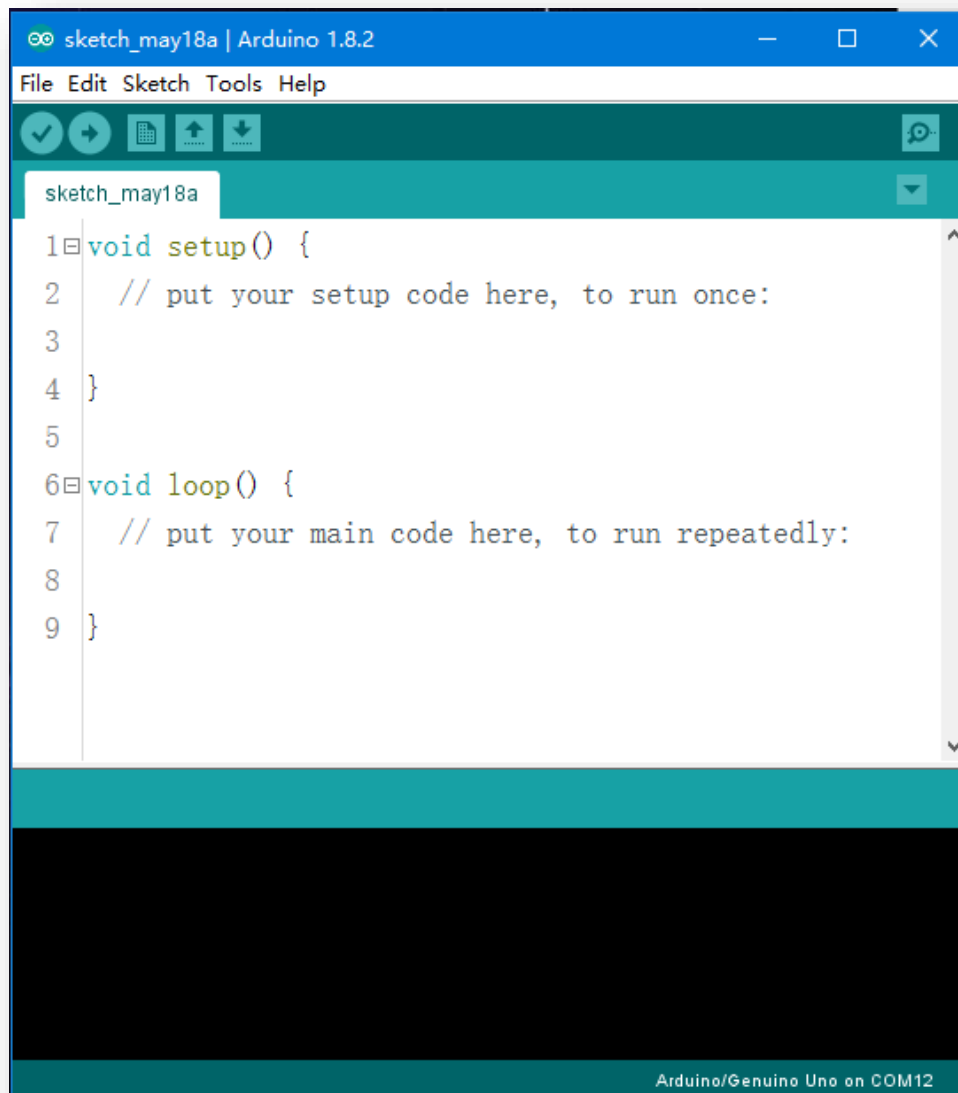 sketch_may18a | Arduino 1.8.2
File Edit Sketch Tools Help
sketch_may18a
1 void setup() {
2 // put your setup code here, to run once:
3
4 }
5
6 void loop() {
7 // put your main code here, to run repeatedly:
8
9 }
Arduino/Genuino Uno on COM12